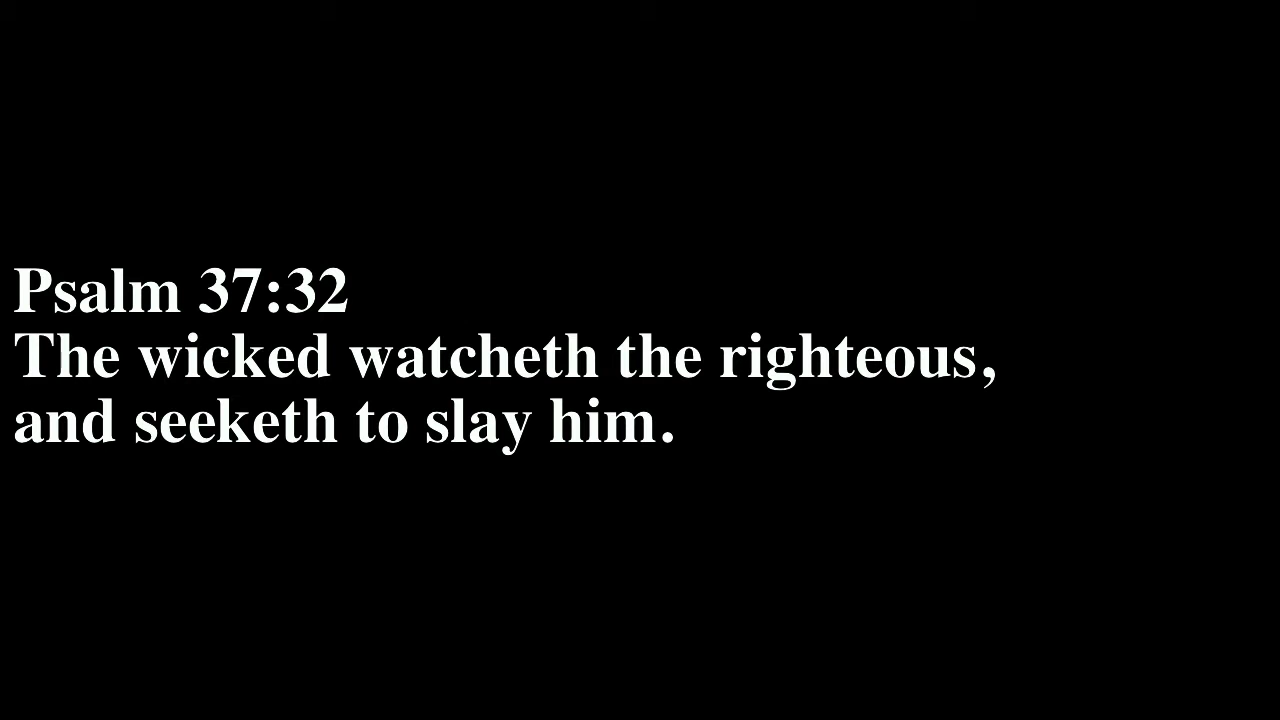 Psalm 37:32
The wicked watcheth the righteous,
and seeketh to slay him.